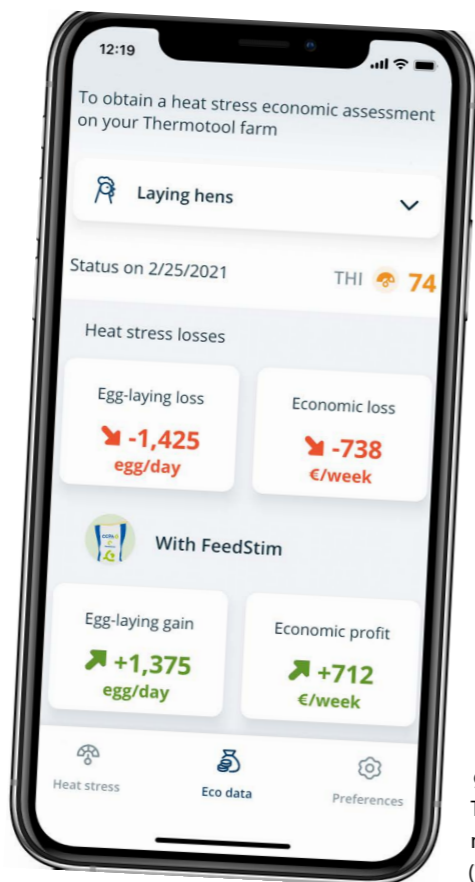 12:19
To obtain a heat stress economic assessment
on your Thermotool farm
Laying hens
Status on 2/25/2021
THI 74
Heat stress losses
Egg-laying loss
-1,425
egg/day
Economic loss
-738
€/week
With FeedStim
Egg-laying gain
+1,375
egg/day
Economic profit
+712
€/week
Heat stress
Eco data
Preferences